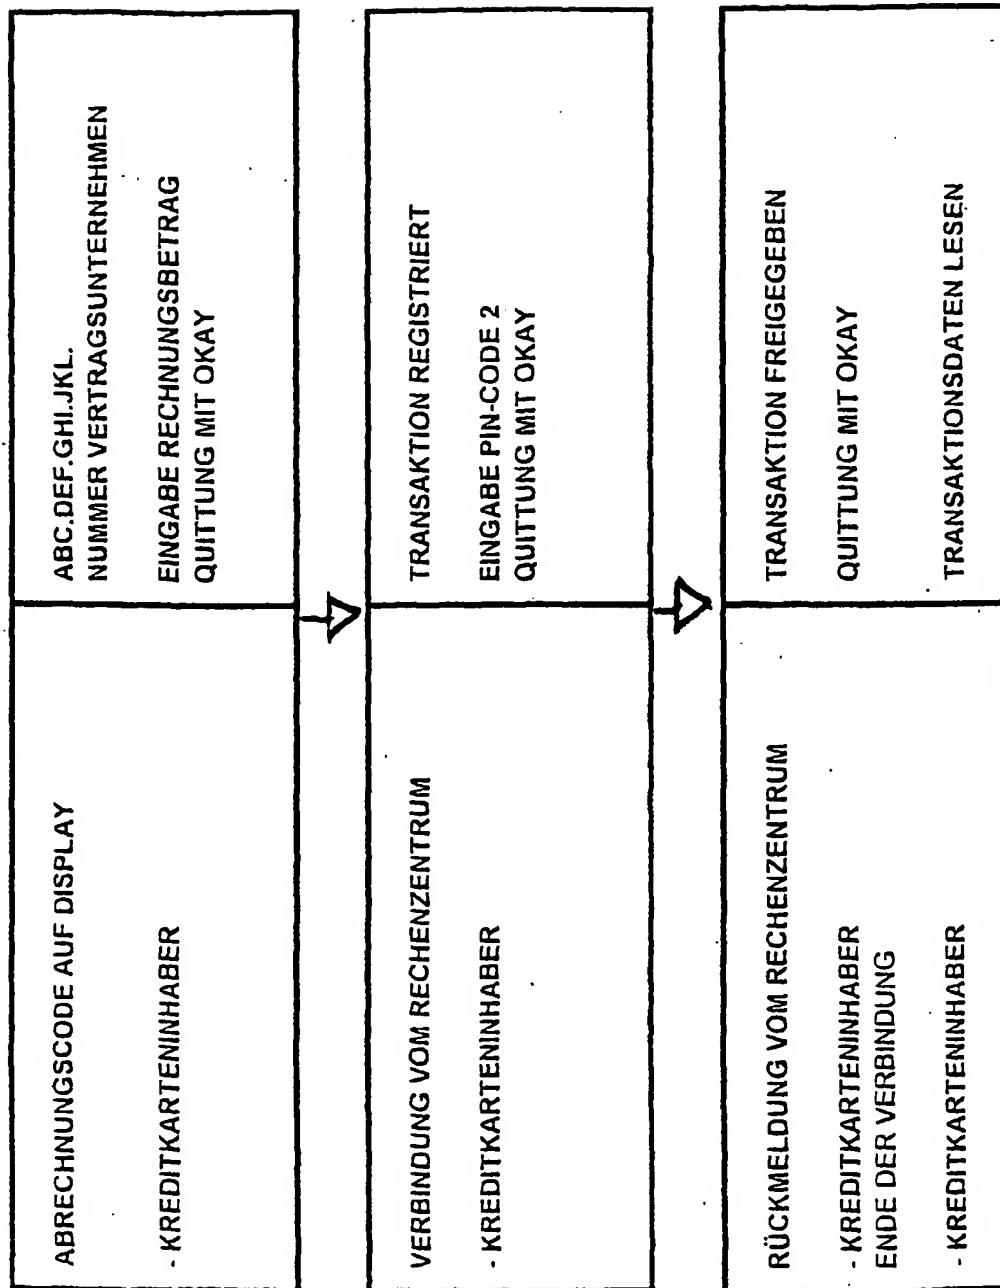 ABRECHNUNGSCODE AUF DISPLAY
- KREDITKARTENINHABER
ABC.DEF.GHI.JKL.
NUMMER VERTRAGSUNTERNEHMEN
EINGABE RECHNUNGSBETRAG
QUITTUNG MIT OKAY
VERBINDUNG VOM RECHENZENTRUM
- KREDITKARTENINHABER
TRANSAKTION REGISTRIERT
EINGABE PIN-CODE 2
QUITTUNG MIT OKAY
RÜCKMELDUNG VOM RECHENZENTRUM
- KREDITKARTENINHABER
ENDE DER VERBINDUNG
- KREDITKARTENINHABER
TRANSAKTION FREIGEGEBEN
QUITTUNG MIT OKAY
TRANSAKTIONSDATEN LESEN